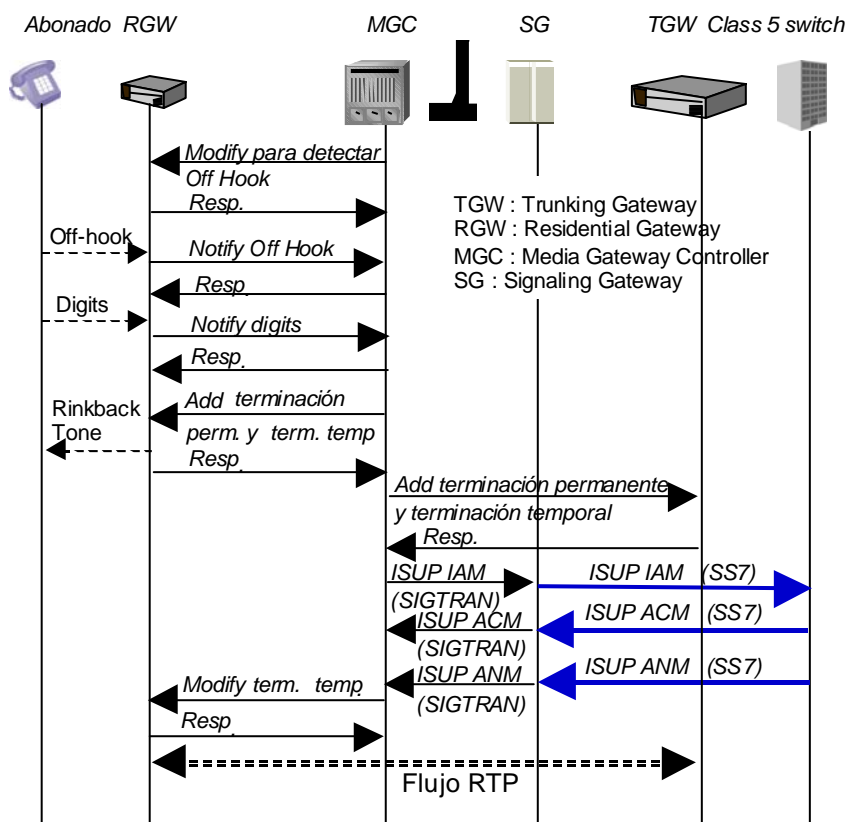 Abonado RGW MGC SG TGW Class 5 switch
Modify para detectar
Off Hook
Resp.
TGW : Trunking Gateway
RGW : Residential Gateway
MGC : Media Gateway Controller
SG : Signaling Gateway
Off-hook
Notify Off Hook
Resp.
Digits
Notify digits
Resp.
Rinkback
Tone
Add terminación
perm. y term. temp
Resp.
Add terminación permanente
y terminación temporal
Resp.
ISUP IAM
(SIGTRAN)
ISUP IAM (SS7)
ISUP ACM
(SIGTRAN)
ISUP ACM (SS7)
ISUP ANM
(SIGTRAN)
ISUP ANM (SS7)
Modify term. temp.
Resp.
Flujo RTP